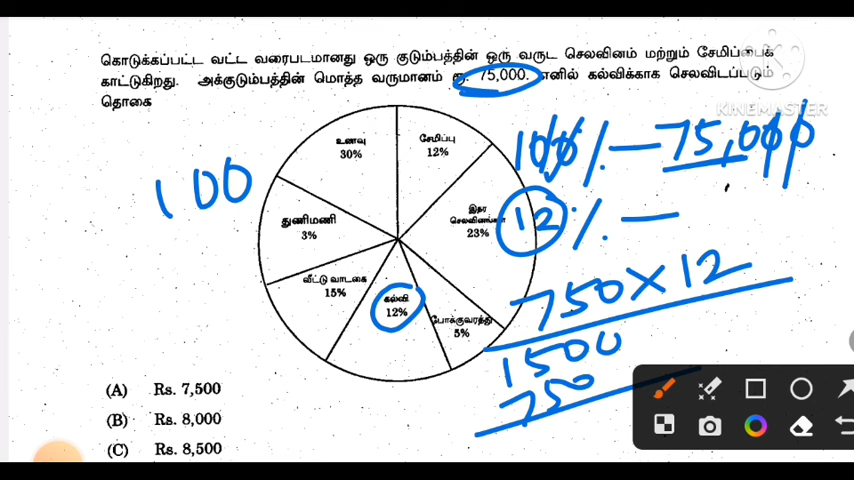 கொடுக்கப்பட்ட வட்ட வரைபடமானது ஒரு குடும்பத்தின் ஒரு வருட செலவினம் மற்றும் சேமிப்பைக்
காட்டுகிறது. அக்குடும்பத்தின் மொத்த வருமானம் ரூ. 75,000. எனில் கல்விக்காக செலவிடப்படும்
தொகை
KINEMASTER
உணவு
30%
சேமிப்பு
12%
100% — 75,000
100
துணிமணி
3%
இதர
செலவினங்கள்
23%
12% —
வீட்டு வாடகை
15%
கல்வி
12%
போக்குவரத்து
5%
750 × 12
1500
750
(A) Rs. 7,500
(B) Rs. 8,000
(C) Rs. 8,500